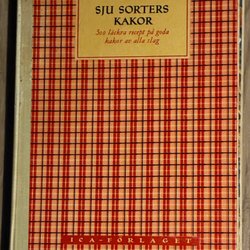 SJU SORTERS
KAKOR
300 läckra recept på goda
kakor av alla slag
ICA-FÖRLAGET